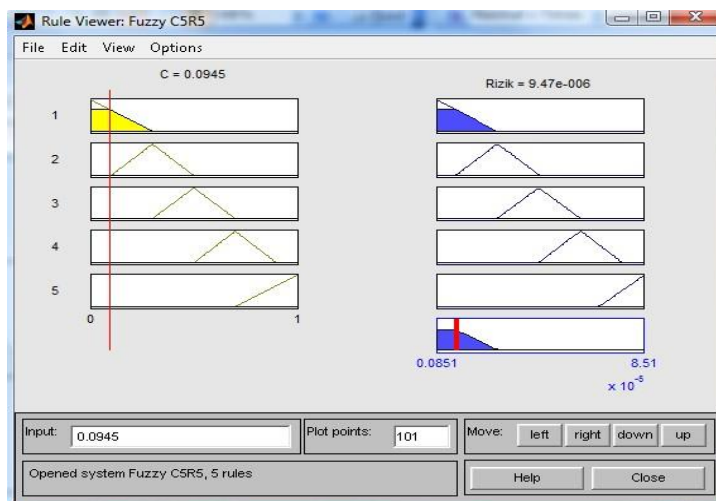 Rule Viewer: Fuzzy C5R5
File Edit View Options
C = 0.0945
Rizik = 9.47e-006
1
2
3
4
5
0
1
0.0851
8.51
x 10⁻⁵
Input:
0.0945
Plot points:
101
Move:
left
right
down
up
Opened system Fuzzy C5R5, 5 rules
Help
Close